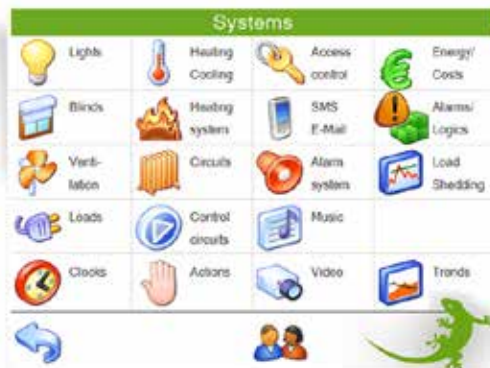 Systems
Lights
Heating
Cooling
Access
control
Energy/
Costs
Blinds
Heating
system
SMS
E-Mail
Alarms/
Logics
Venti-
lation
Circuits
Alarm
system
Load
Shedding
Loads
Control
circuits
Music
Clocks
Actions
Video
Trends